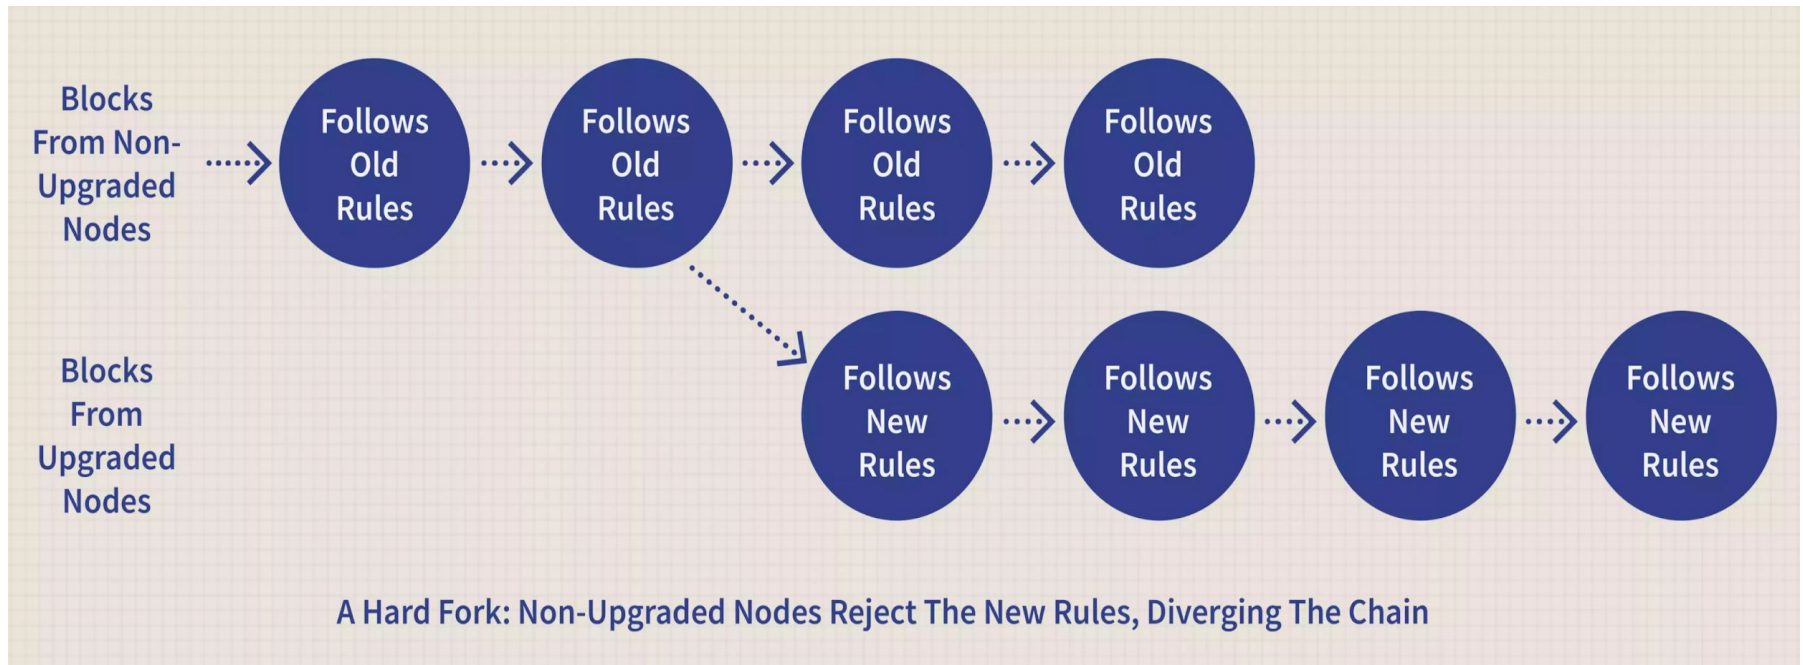 Blocks
From Non-
Upgraded
Nodes
Follows
Old
Rules
Follows
Old
Rules
Follows
Old
Rules
Follows
Old
Rules
Blocks
From
Upgraded
Nodes
Follows
New
Rules
Follows
New
Rules
Follows
New
Rules
Follows
New
Rules
A Hard Fork: Non-Upgraded Nodes Reject The New Rules, Diverging The Chain